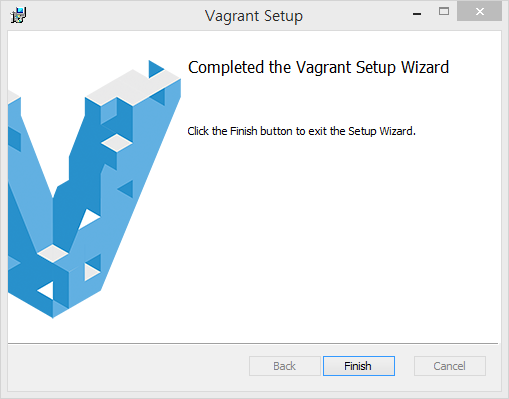 Vagrant Setup
Completed the Vagrant Setup Wizard
Click the Finish button to exit the Setup Wizard.
Back
Finish
Cancel